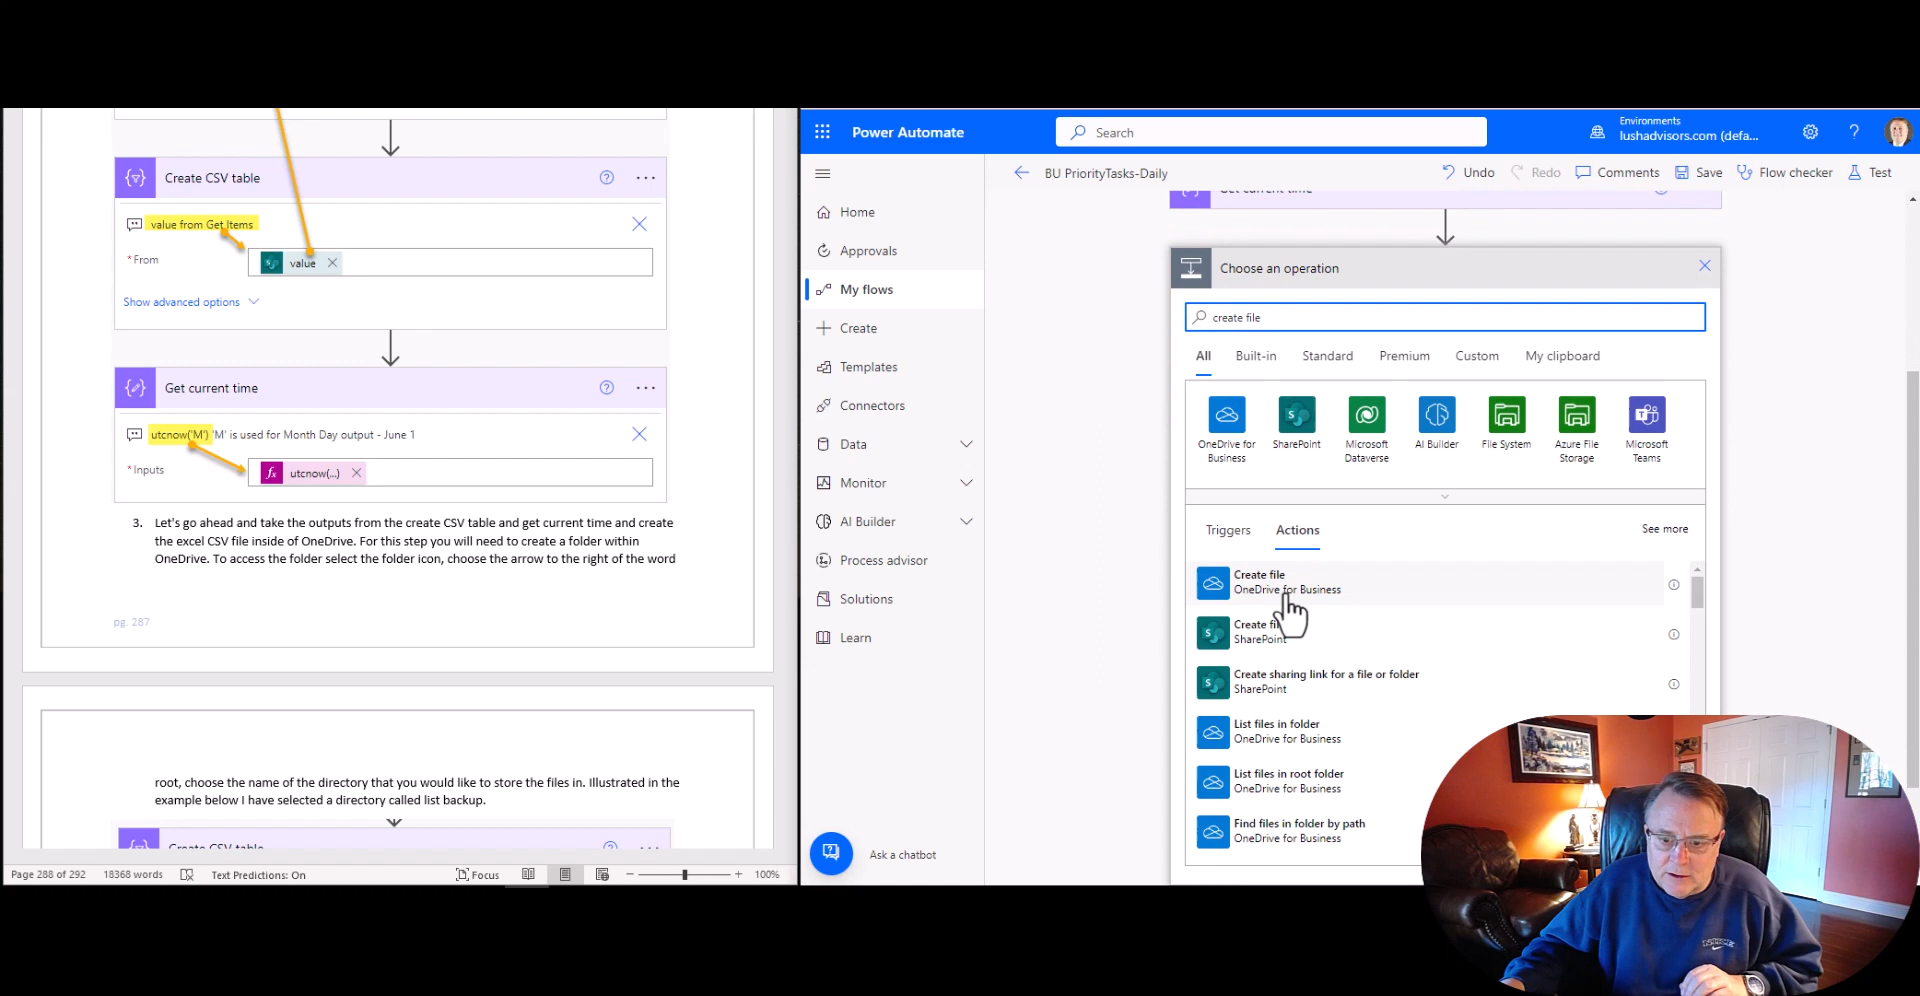 Create CSV table
value from Get Items
*From
value
Show advanced options
Get current time
utcnow('M') 'M' is used for Month Day output - June 1
*Inputs
fx utcnow(...)
3. Let's go ahead and take the outputs from the create CSV table and get current time and create
the excel CSV file inside of OneDrive. For this step you will need to create a folder within
OneDrive. To access the folder select the folder icon, choose the arrow to the right of the word
pg. 287
root, choose the name of the directory that you would like to store the files in. Illustrated in the
example below I have selected a directory called list backup.
Create CSV table
Page 288 of 292
18368 words
Text Predictions: On
Focus
100%
Power Automate
Search
Environments
lushadvisors.com (defa...
BU PriorityTasks-Daily
Undo
Redo
Comments
Save
Flow checker
Test
Home
Approvals
My flows
Create
Templates
Connectors
Data
Monitor
AI Builder
Process advisor
Solutions
Learn
Ask a chatbot
Get current time
Choose an operation
create file
All
Built-in
Standard
Premium
Custom
My clipboard
OneDrive for
Business
SharePoint
Microsoft
Dataverse
AI Builder
File System
Azure File
Storage
Microsoft
Teams
Triggers
Actions
See more
Create file
OneDrive for Business
Create fi
SharePoint
Create sharing link for a file or folder
SharePoint
List files in folder
OneDrive for Business
List files in root folder
OneDrive for Business
Find files in folder by path
OneDrive for Business